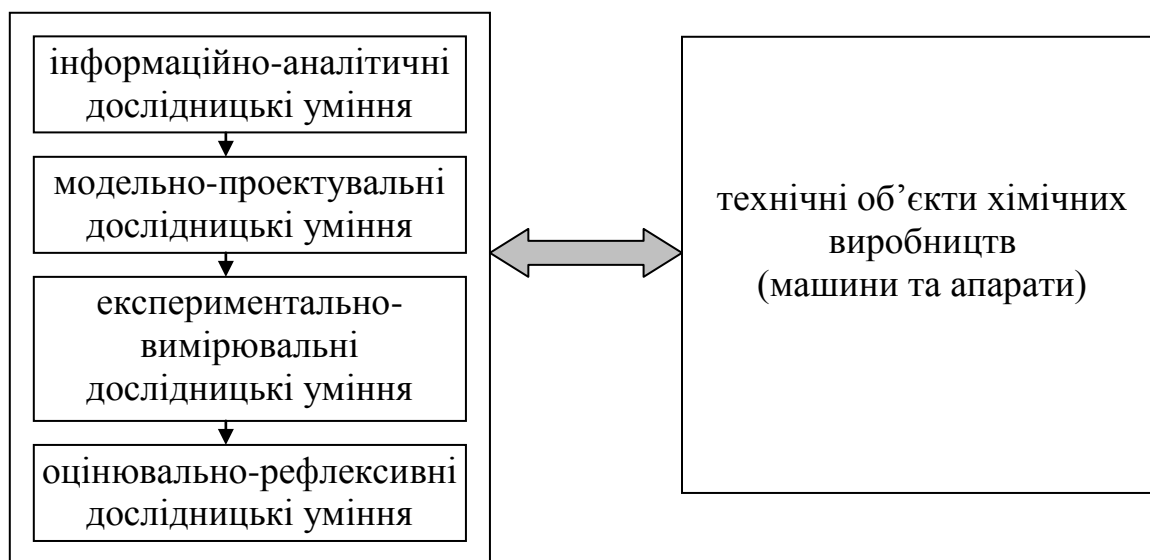 інформаційно-аналітичні
дослідницькі уміння
модельно-проектувальні
дослідницькі уміння
експериментально-
вимірювальні
дослідницькі уміння
оцінювально-рефлексивні
дослідницькі уміння
технічні об’єкти хімічних
виробництв
(машини та апарати)